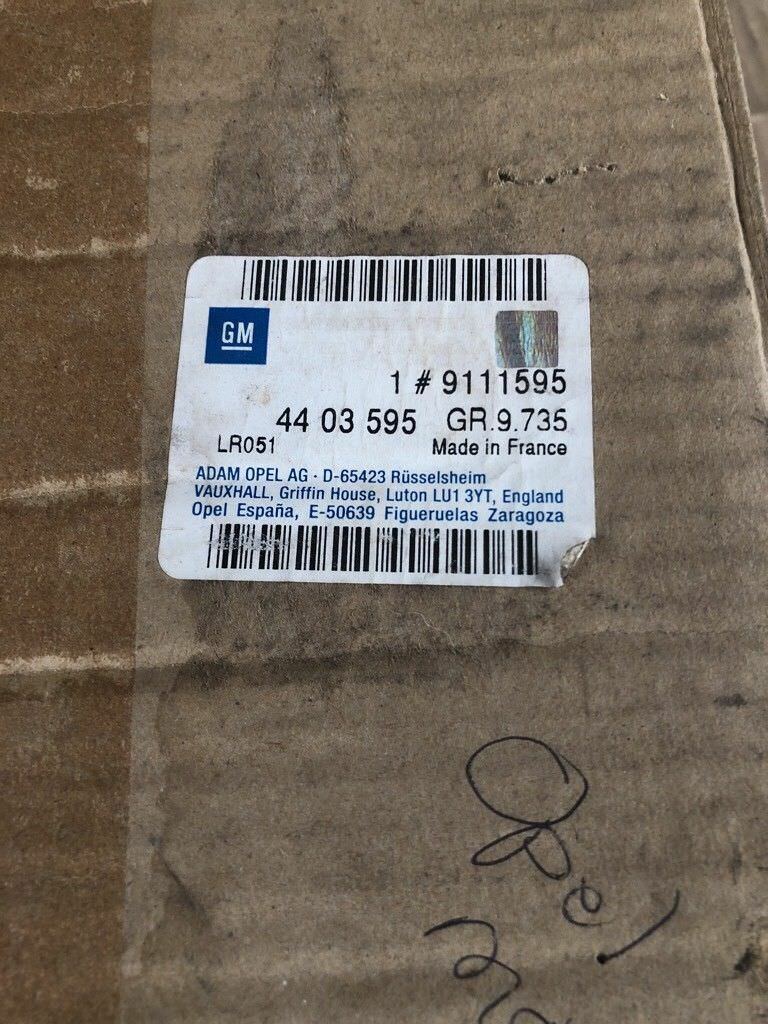 GM
1 # 9111595
44 03 595 GR.9.735
LR051 Made in France
ADAM OPEL AG · D-65423 Rüsselsheim
VAUXHALL, Griffin House, Luton LU1 3YT, England
Opel España, E-50639 Figueruelas Zaragoza
Opel